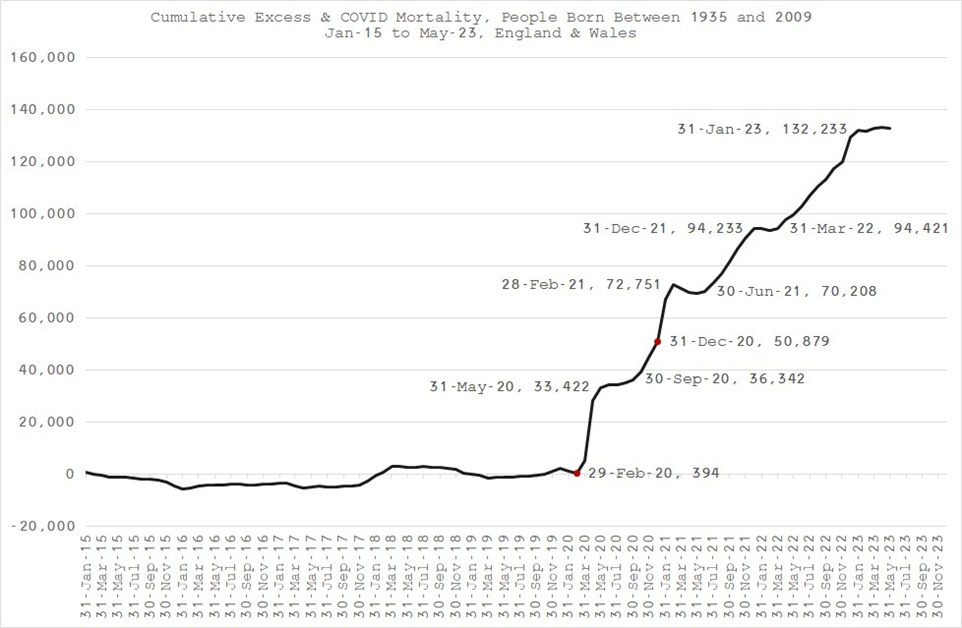 Cumulative Excess & COVID Mortality, People Born Between 1935 and 2009
Jan-15 to May-23, England & Wales
160,000
140,000
31-Jan-23, 132,233
120,000
100,000
31-Dec-21, 94,233
31-Mar-22, 94,421
80,000
28-Feb-21, 72,751
30-Jun-21, 70,208
60,000
31-Dec-20, 50,879
40,000
31-May-20, 33,422
30-Sep-20, 36,342
20,000
0
29-Feb-20, 394
-20,000
31-Jan-15
31-Mar-15
31-May-15
31-Jul-15
30-Sep-15
30-Nov-15
31-Jan-16
31-Mar-16
31-May-16
31-Jul-16
30-Sep-16
30-Nov-16
31-Jan-17
31-Mar-17
31-May-17
31-Jul-17
30-Sep-17
30-Nov-17
31-Jan-18
31-Mar-18
31-May-18
31-Jul-18
30-Sep-18
30-Nov-18
31-Jan-19
31-Mar-19
31-May-19
31-Jul-19
30-Sep-19
30-Nov-19
31-Jan-20
31-Mar-20
31-May-20
31-Jul-20
30-Sep-20
30-Nov-20
31-Jan-21
31-Mar-21
31-May-21
31-Jul-21
30-Sep-21
30-Nov-21
31-Jan-22
31-Mar-22
31-May-22
31-Jul-22
30-Sep-22
30-Nov-22
31-Jan-23
31-Mar-23
31-May-23
31-Jul-23
30-Sep-23
30-Nov-23